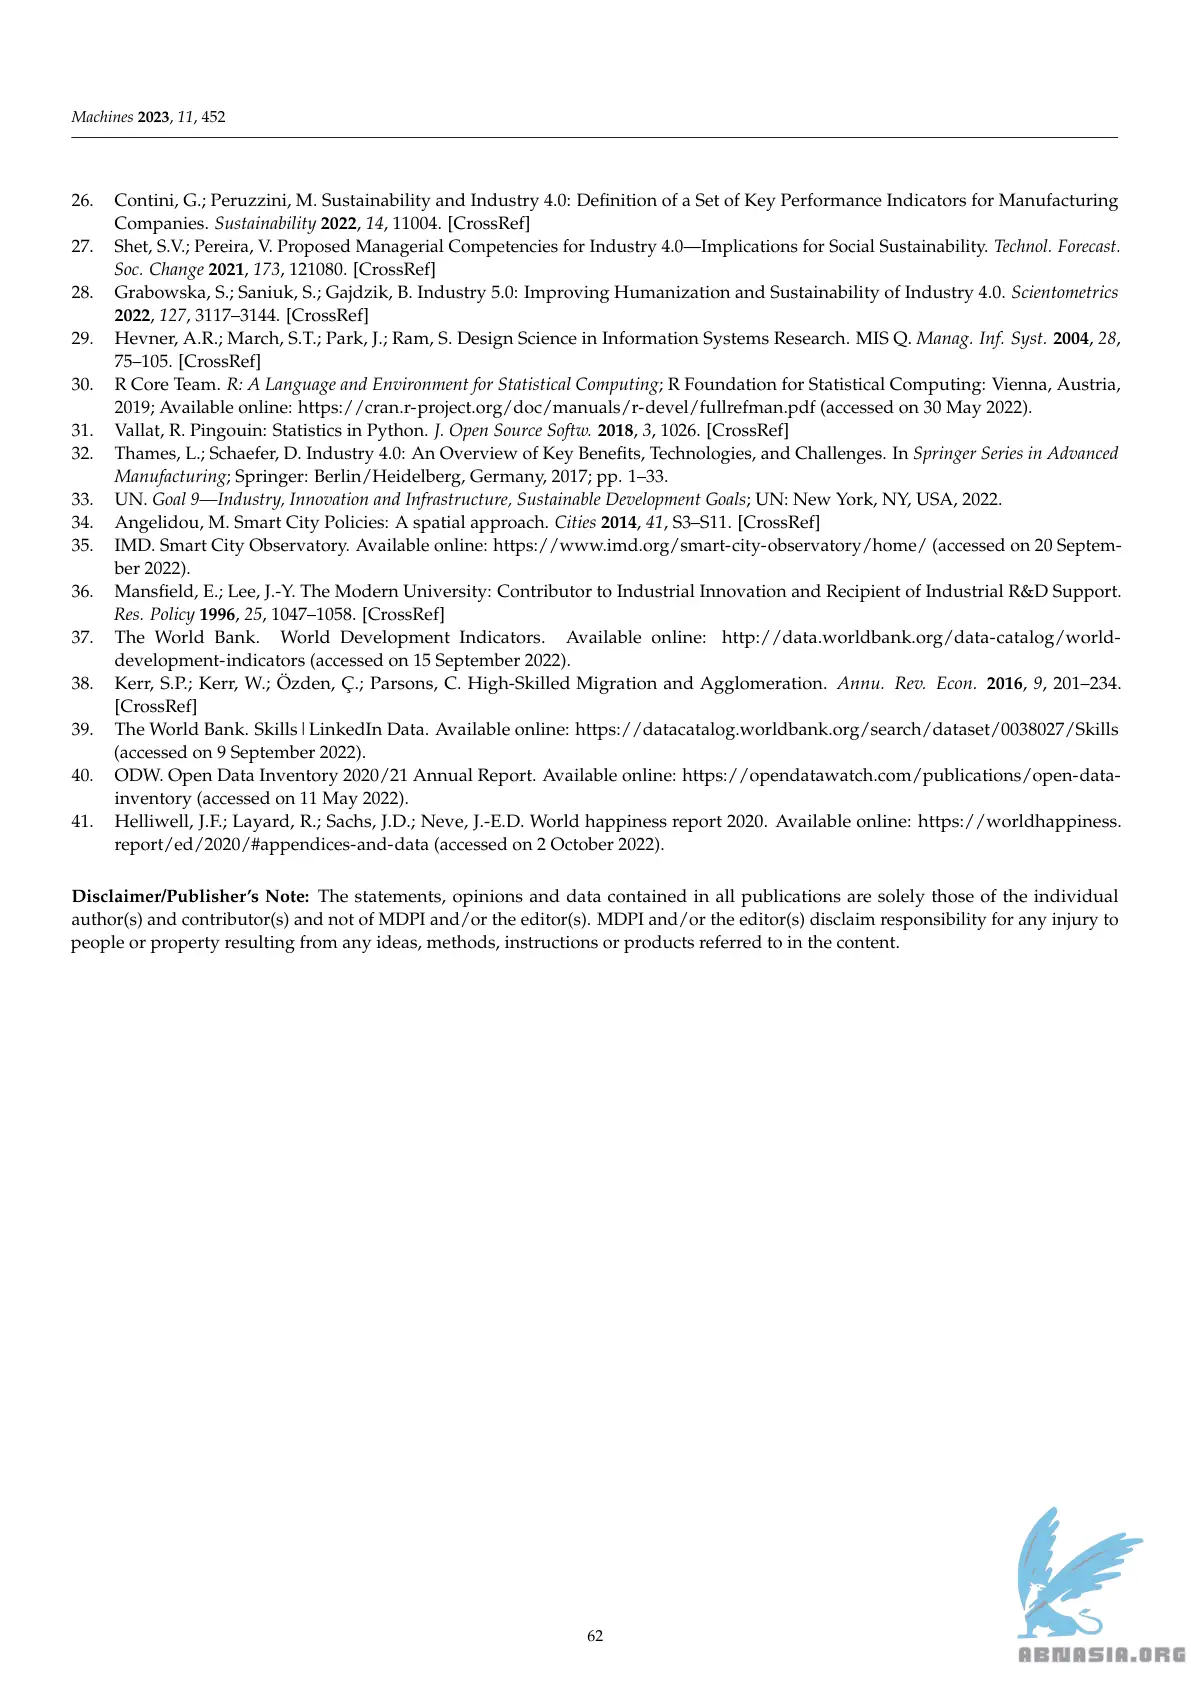 Machines 2023, 11, 452
26. Contini, G.; Peruzzini, M. Sustainability and Industry 4.0: Definition of a Set of Key Performance Indicators for Manufacturing
Companies. Sustainability 2022, 14, 11004. [CrossRef]
27. Shet, S.V.; Pereira, V. Proposed Managerial Competencies for Industry 4.0—Implications for Social Sustainability. Technol. Forecast.
Soc. Change 2021, 173, 121080. [CrossRef]
28. Grabowska, S.; Saniuk, S.; Gajdzik, B. Industry 5.0: Improving Humanization and Sustainability of Industry 4.0. Scientometrics
2022, 127, 3117–3144. [CrossRef]
29. Hevner, A.R.; March, S.T.; Park, J.; Ram, S. Design Science in Information Systems Research. MIS Q. Manag. Inf. Syst. 2004, 28,
75–105. [CrossRef]
30. R Core Team. R: A Language and Environment for Statistical Computing; R Foundation for Statistical Computing: Vienna, Austria,
2019; Available online: https://cran.r-project.org/doc/manuals/r-devel/fullrefman.pdf (accessed on 30 May 2022).
31. Vallat, R. Pingouin: Statistics in Python. J. Open Source Softw. 2018, 3, 1026. [CrossRef]
32. Thames, L.; Schaefer, D. Industry 4.0: An Overview of Key Benefits, Technologies, and Challenges. In Springer Series in Advanced
Manufacturing; Springer: Berlin/Heidelberg, Germany, 2017; pp. 1–33.
33. UN. Goal 9—Industry, Innovation and Infrastructure, Sustainable Development Goals; UN: New York, NY, USA, 2022.
34. Angelidou, M. Smart City Policies: A spatial approach. Cities 2014, 41, S3–S11. [CrossRef]
35. IMD. Smart City Observatory. Available online: https://www.imd.org/smart-city-observatory/home/ (accessed on 20 Septem-
ber 2022).
36. Mansfield, E.; Lee, J.-Y. The Modern University: Contributor to Industrial Innovation and Recipient of Industrial R&D Support.
Res. Policy 1996, 25, 1047–1058. [CrossRef]
37. The World Bank. World Development Indicators. Available online: http://data.worldbank.org/data-catalog/world-
development-indicators (accessed on 15 September 2022).
38. Kerr, S.P.; Kerr, W.; Özden, Ç.; Parsons, C. High-Skilled Migration and Agglomeration. Annu. Rev. Econ. 2016, 9, 201–234.
[CrossRef]
39. The World Bank. Skills|LinkedIn Data. Available online: https://datacatalog.worldbank.org/search/dataset/0038027/Skills
(accessed on 9 September 2022).
40. ODW. Open Data Inventory 2020/21 Annual Report. Available online: https://opendatawatch.com/publications/open-data-
inventory (accessed on 11 May 2022).
41. Helliwell, J.F.; Layard, R.; Sachs, J.D.; Neve, J.-E.D. World happiness report 2020. Available online: https://worldhappiness.
report/ed/2020/#appendices-and-data (accessed on 2 October 2022).
Disclaimer/Publisher's Note: The statements, opinions and data contained in all publications are solely those of the individual
author(s) and contributor(s) and not of MDPI and/or the editor(s). MDPI and/or the editor(s) disclaim responsibility for any injury to
people or property resulting from any ideas, methods, instructions or products referred to in the content.
62
ABNASIA.ORG